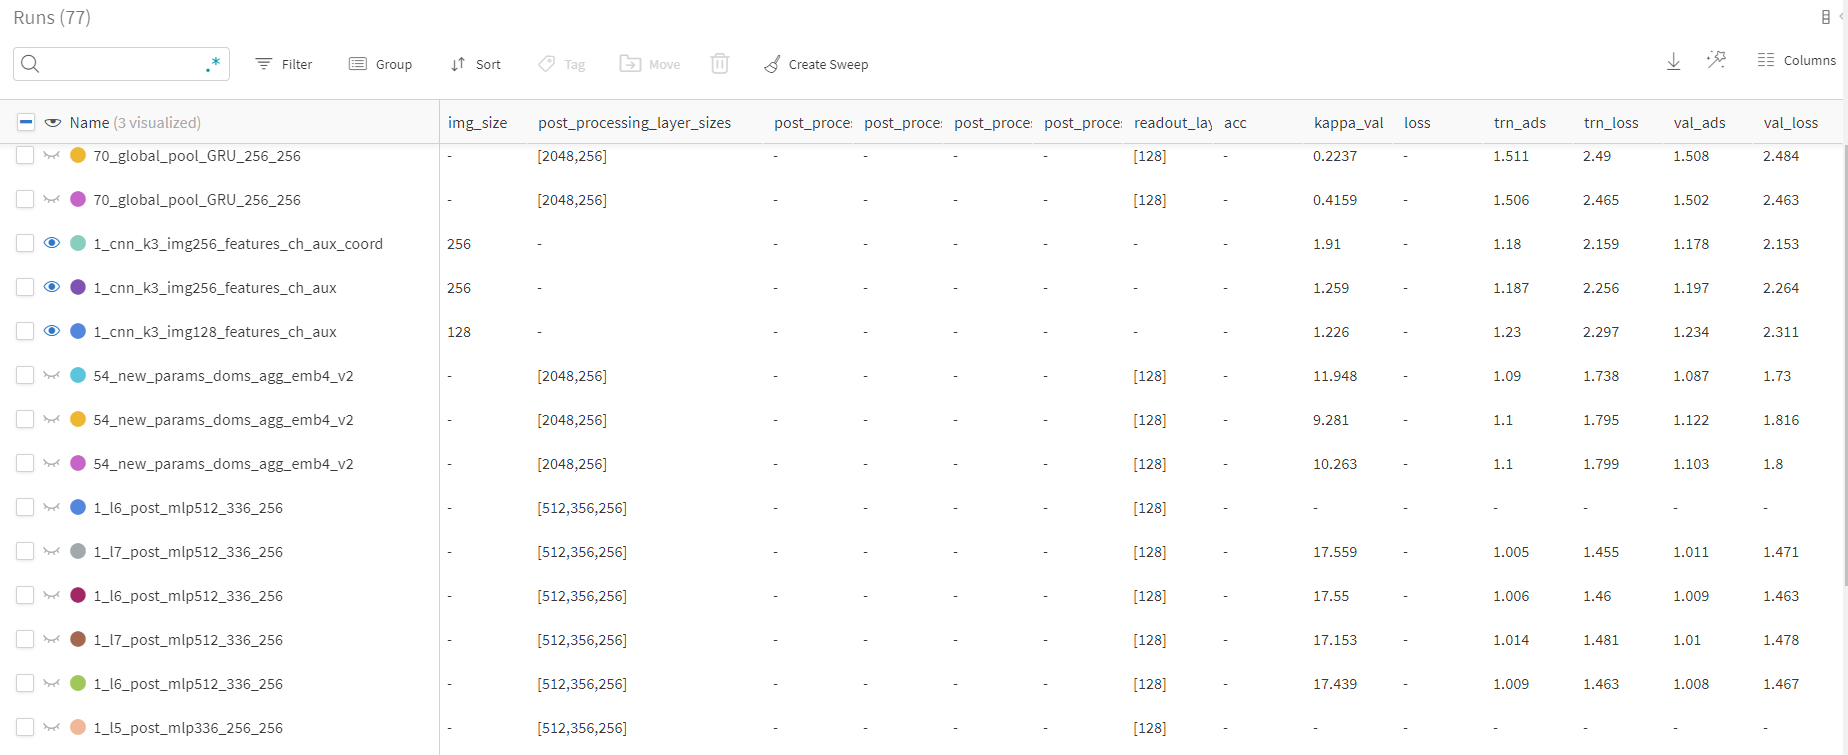 Runs (77)
.* Filter Group Sort Tag Move Create Sweep Columns
Name (3 visualized) img_size post_processing_layer_sizes post_proce post_proce post_proce post_proce readout_lay acc kappa_val loss trn_ads trn_loss val_ads val_loss
70_global_pool_GRU_256_256 - [2048,256] - - - - [128] - 0.2237 - 1.511 2.49 1.508 2.484
70_global_pool_GRU_256_256 - [2048,256] - - - - [128] - 0.4159 - 1.506 2.465 1.502 2.463
1_cnn_k3_img256_features_ch_aux_coord 256 - - - - - - - 1.91 - 1.18 2.159 1.178 2.153
1_cnn_k3_img256_features_ch_aux 256 - - - - - - - 1.259 - 1.187 2.256 1.197 2.264
1_cnn_k3_img128_features_ch_aux 128 - - - - - - - 1.226 - 1.23 2.297 1.234 2.311
54_new_params_doms_agg_emb4_v2 - [2048,256] - - - - [128] - 11.948 - 1.09 1.738 1.087 1.73
54_new_params_doms_agg_emb4_v2 - [2048,256] - - - - [128] - 9.281 - 1.1 1.795 1.122 1.816
54_new_params_doms_agg_emb4_v2 - [2048,256] - - - - [128] - 10.263 - 1.1 1.799 1.103 1.8
1_l6_post_mlp512_336_256 - [512,356,256] - - - - [128] - - - - - - -
1_l7_post_mlp512_336_256 - [512,356,256] - - - - [128] - 17.559 - 1.005 1.455 1.011 1.471
1_l6_post_mlp512_336_256 - [512,356,256] - - - - [128] - 17.55 - 1.006 1.46 1.009 1.463
1_l7_post_mlp512_336_256 - [512,356,256] - - - - [128] - 17.153 - 1.014 1.481 1.01 1.478
1_l6_post_mlp512_336_256 - [512,356,256] - - - - [128] - 17.439 - 1.009 1.463 1.008 1.467
1_l5_post_mlp336_256_256 - [512,356,256] - - - - [128] - - - - - - -